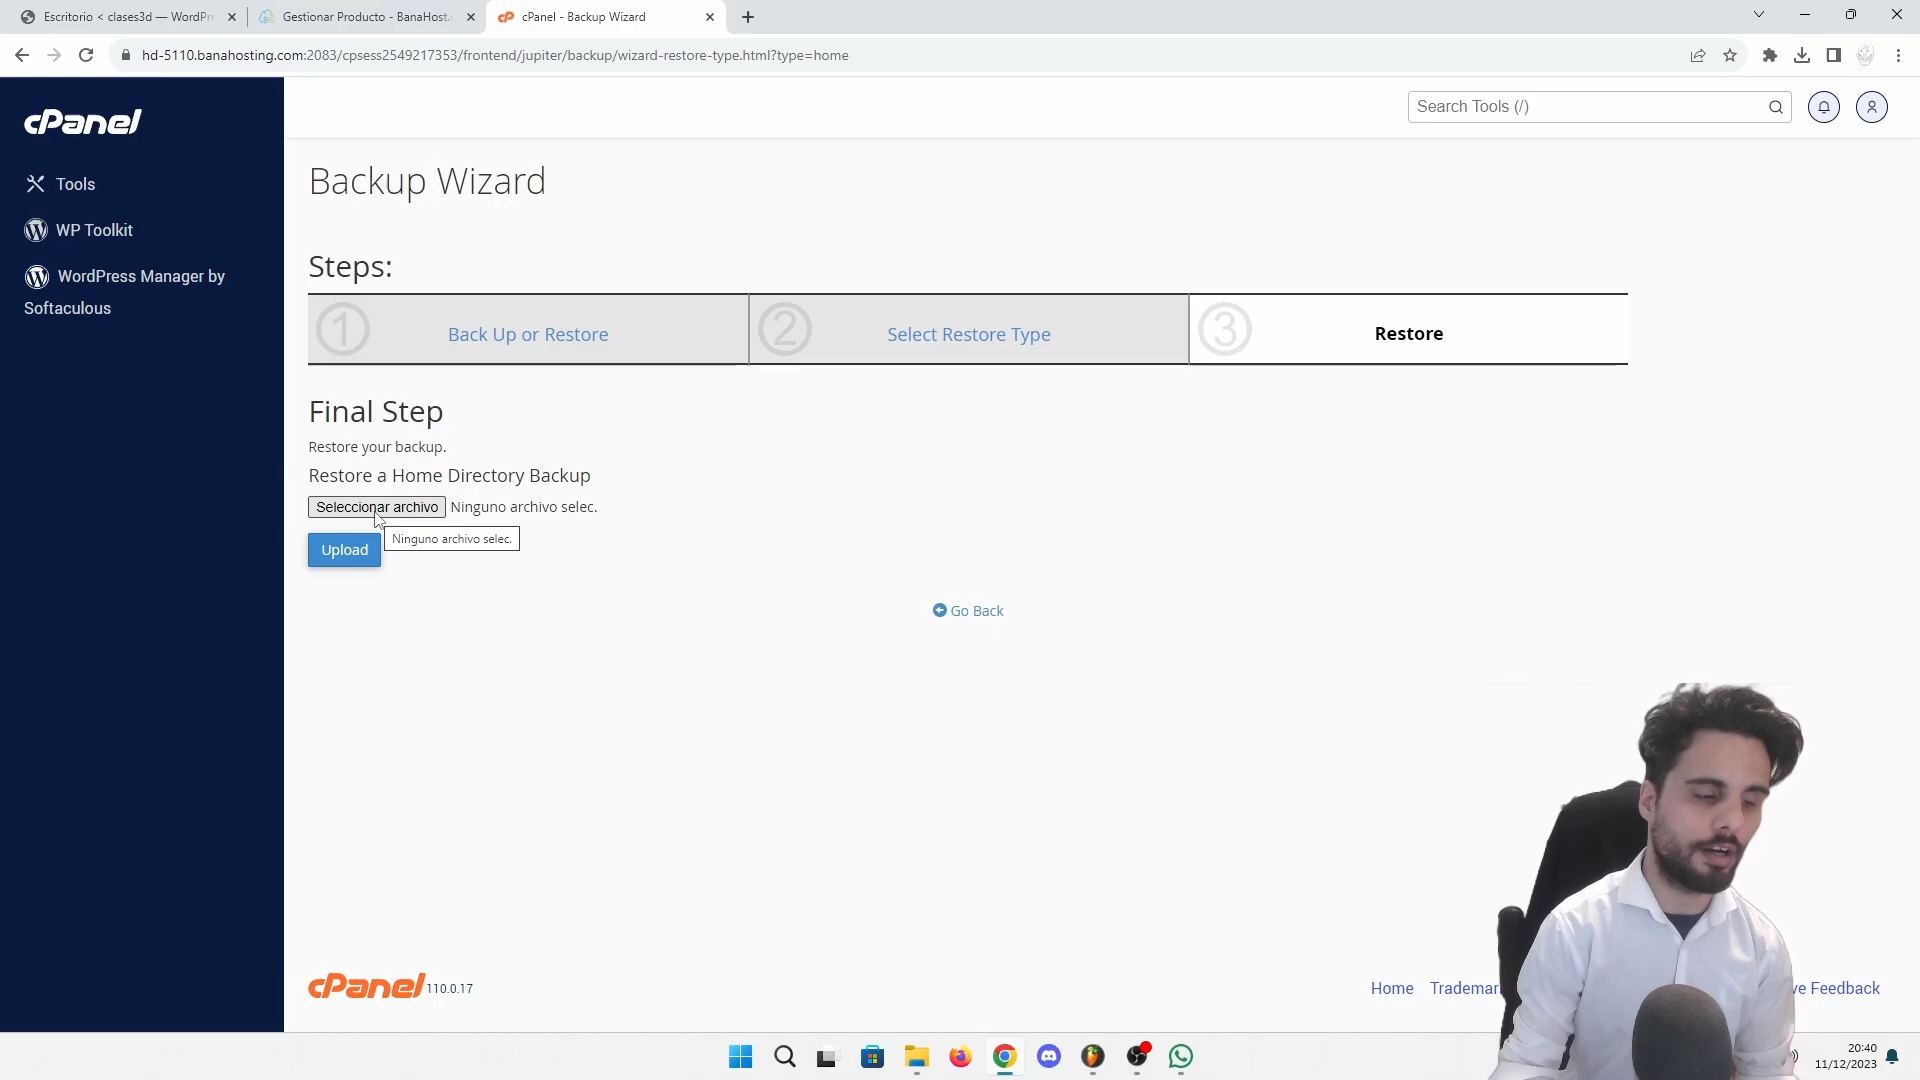 Escritorio < clases3d — WordPre
Gestionar Producto - BanaHost.
cPanel - Backup Wizard
hd-5110.banahosting.com:2083/cpsess2549217353/frontend/jupiter/backup/wizard-restore-type.html?type=home
cPanel
Search Tools (/)
Tools
WP Toolkit
WordPress Manager by
Softaculous
Backup Wizard
Steps:
1 Back Up or Restore
2 Select Restore Type
3 Restore
Final Step
Restore your backup.
Restore a Home Directory Backup
Seleccionar archivo Ninguno archivo selec.
Ninguno archivo selec.
Upload
Go Back
cPanel 110.0.17
Home Trademar ve Feedback
20:40
11/12/2023